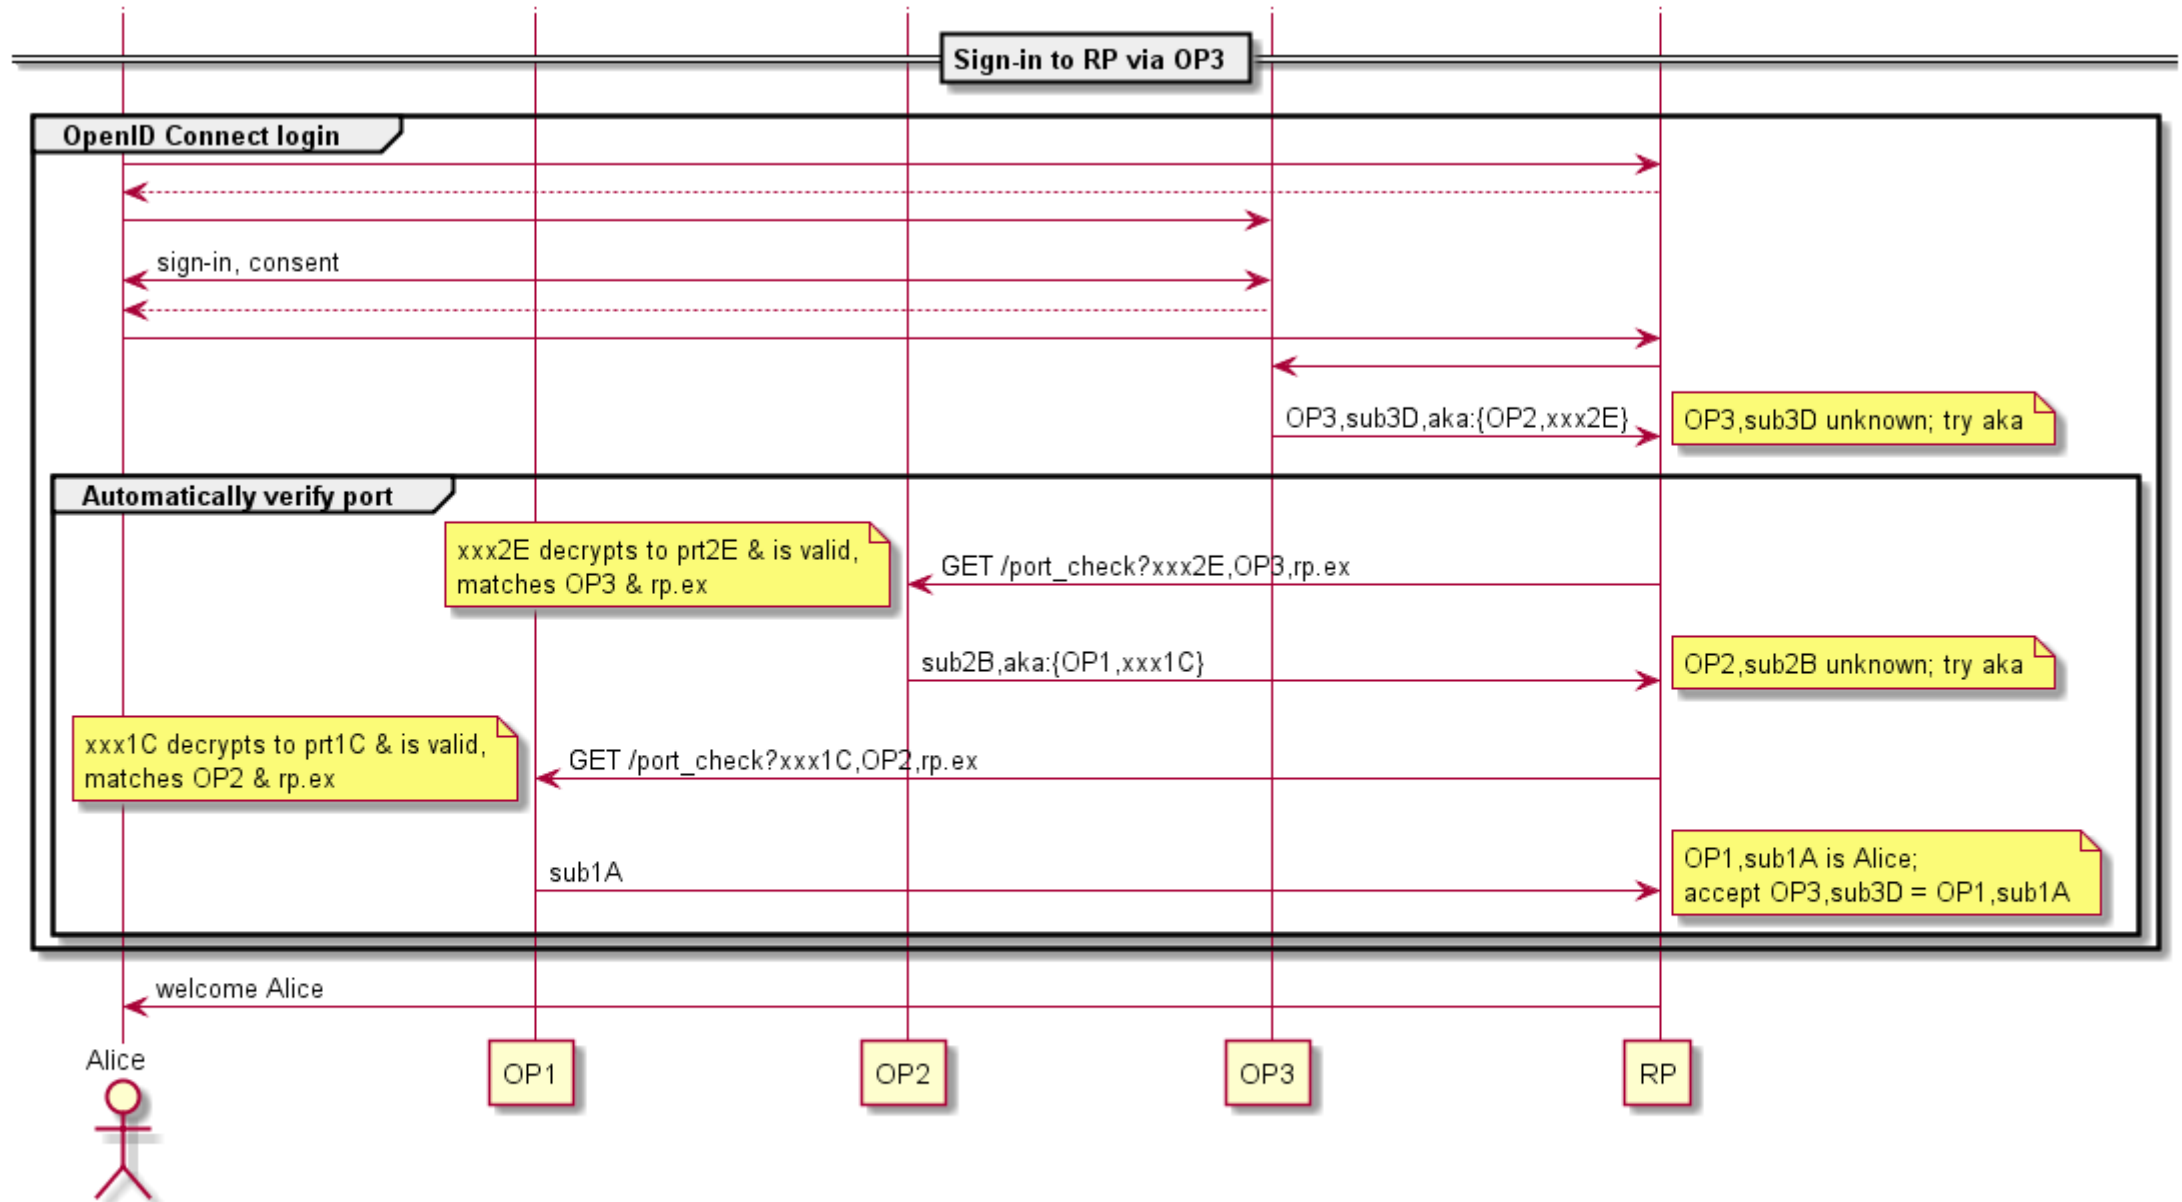 Sign-in to RP via OP3
OpenID Connect login
sign-in, consent
OP3,sub3D,aka:{OP2,xxx2E}
OP3,sub3D unknown; try aka
Automatically verify port
xxx2E decrypts to prt2E & is valid,
matches OP3 & rp.ex
GET /port_check?xxx2E,OP3,rp.ex
sub2B,aka:{OP1,xxx1C}
OP2,sub2B unknown; try aka
xxx1C decrypts to prt1C & is valid,
matches OP2 & rp.ex
GET /port_check?xxx1C,OP2,rp.ex
sub1A
OP1,sub1A is Alice;
accept OP3,sub3D = OP1,sub1A
welcome Alice
Alice
OP1
OP2
OP3
RP